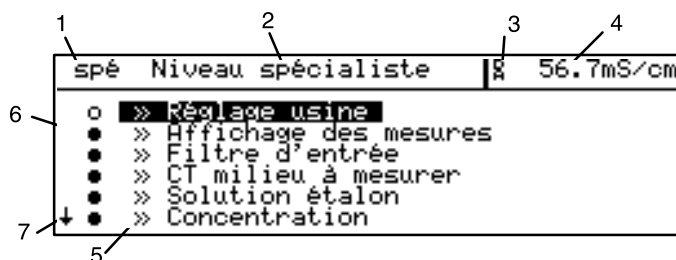 1 2 3 4
spé Niveau spécialiste 56.7mS/cm
6
» Réglage usine
» Affichage des mesures
» Filtre d'entrée
» CT milieu à mesurer
» Solution étalon
7 ↓ » Concentration
5